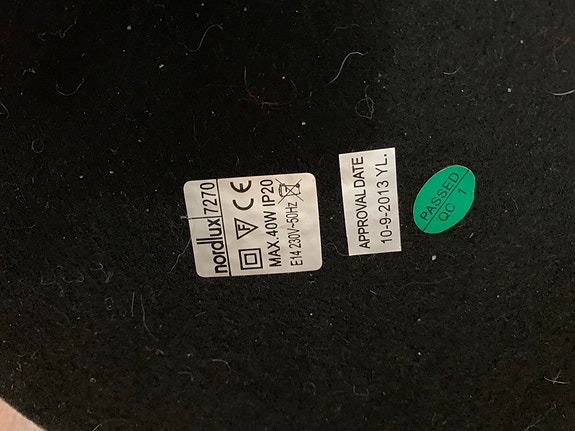 nordlux 7270
F CE
MAX.40W IP20
E14 230V~50Hz
APPROVAL DATE
10-9-2013 YL.
PASSED
QC 1